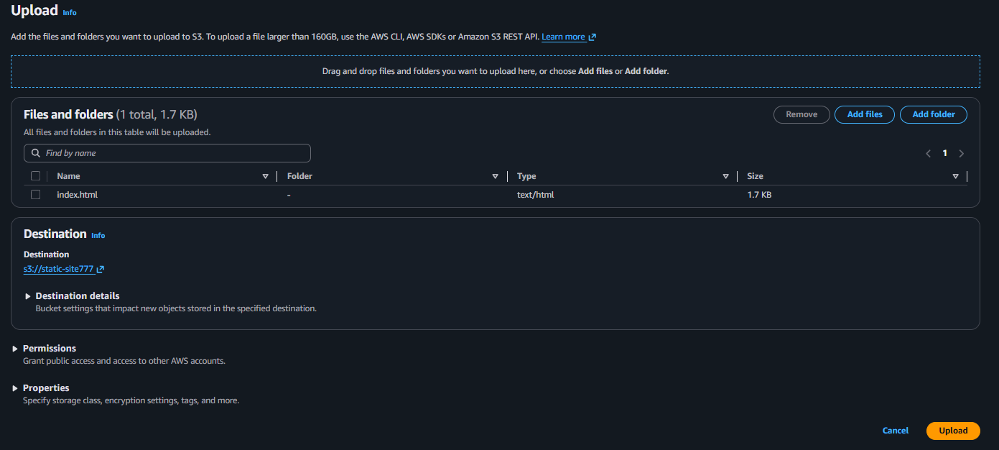 Upload Info
Add the files and folders you want to upload to S3. To upload a file larger than 160GB, use the AWS CLI, AWS SDKs or Amazon S3 REST API. Learn more
Drag and drop files and folders you want to upload here, or choose Add files or Add folder.
Files and folders (1 total, 1.7 KB)
Remove
Add files
Add folder
All files and folders in this table will be uploaded.
Find by name
1
Name Folder Type Size
index.html - text/html 1.7 KB
Destination Info
Destination
s3://static-site777
Destination details
Bucket settings that impact new objects stored in the specified destination.
Permissions
Grant public access and access to other AWS accounts.
Properties
Specify storage class, encryption settings, tags, and more.
Cancel
Upload